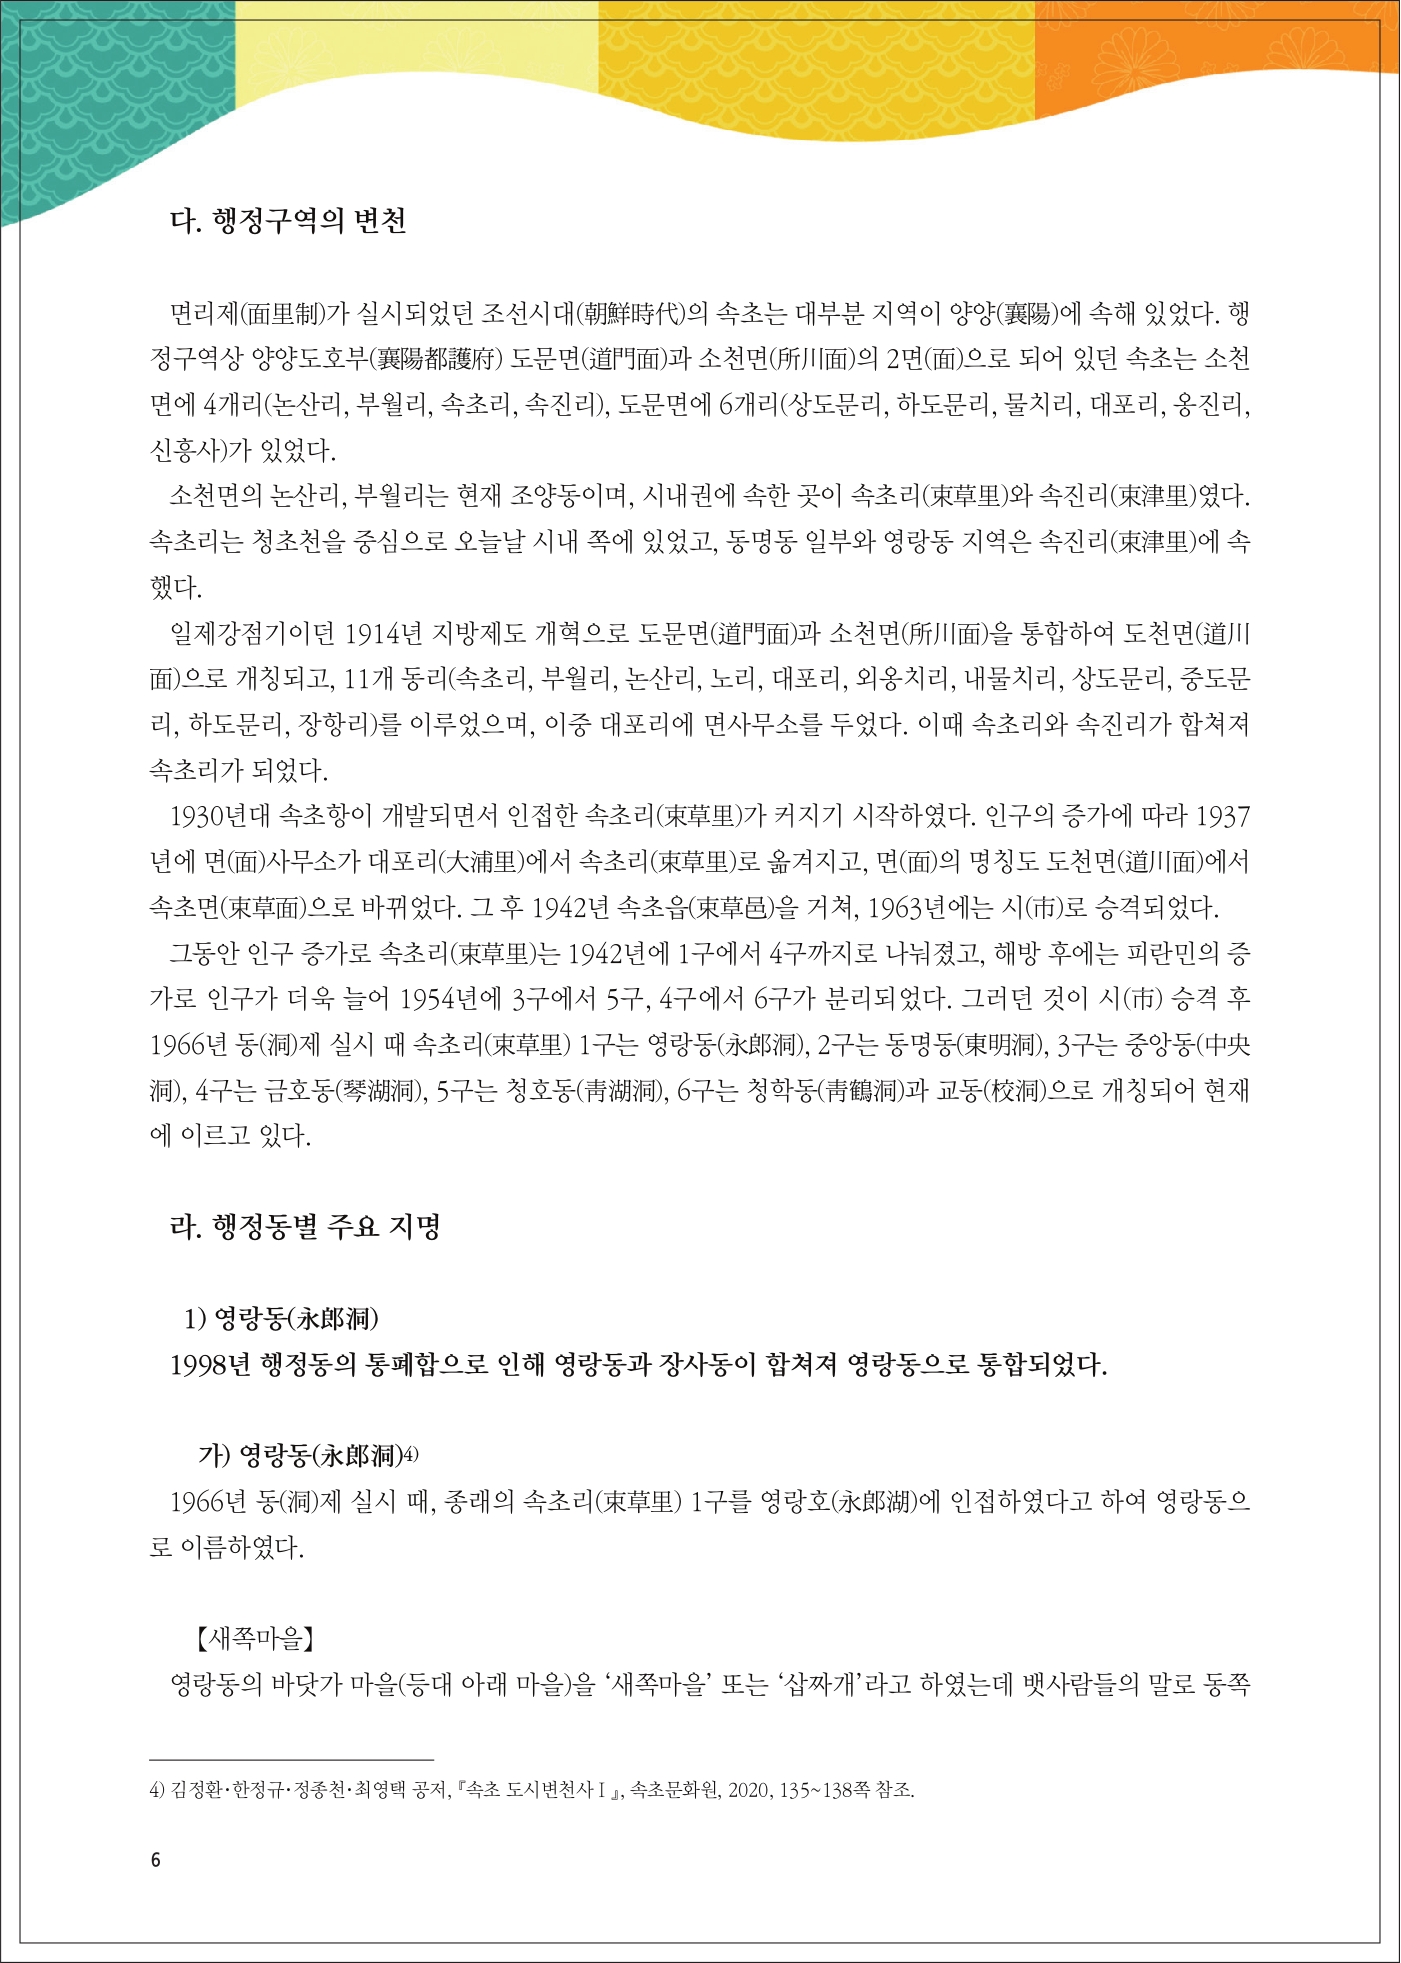 다. 행정구역의 변천
면리제(面里制)가 실시되었던 조선시대(朝鮮時代)의 속초는 대부분 지역이 양양(襄陽)에 속해 있었다. 행
정구역상 양양도호부(襄陽都護府) 도문면(道門面)과 소천면(所川面)의 2면(面)으로 되어 있던 속초는 소천
면에 4개리(논산리, 부월리, 속초리, 속진리), 도문면에 6개리(상도문리, 하도문리, 물치리, 대포리, 옹진리,
신흥사)가 있었다.
소천면의 논산리, 부월리는 현재 조양동이며, 시내권에 속한 곳이 속초리(束草里)와 속진리(束津里)였다.
속초리는 청초천을 중심으로 오늘날 시내 쪽에 있었고, 동명동 일부와 영랑동 지역은 속진리(束津里)에 속
했다.
일제강점기이던 1914년 지방제도 개혁으로 도문면(道門面)과 소천면(所川面)을 통합하여 도천면(道川
面)으로 개칭되고, 11개 동리(속초리, 부월리, 논산리, 노리, 대포리, 외옹치리, 내물치리, 상도문리, 중도문
리, 하도문리, 장항리)를 이루었으며, 이중 대포리에 면사무소를 두었다. 이때 속초리와 속진리가 합쳐져
속초리가 되었다.
1930년대 속초항이 개발되면서 인접한 속초리(束草里)가 커지기 시작하였다. 인구의 증가에 따라 1937
년에 면(面)사무소가 대포리(大浦里)에서 속초리(束草里)로 옮겨지고, 면(面)의 명칭도 도천면(道川面)에서
속초면(束草面)으로 바뀌었다. 그 후 1942년 속초읍(束草邑)을 거쳐, 1963년에는 시(市)로 승격되었다.
그동안 인구 증가로 속초리(束草里)는 1942년에 1구에서 4구까지로 나눠졌고, 해방 후에는 피란민의 증
가로 인구가 더욱 늘어 1954년에 3구에서 5구, 4구에서 6구가 분리되었다. 그러던 것이 시(市) 승격 후
1966년 동(洞)제 실시 때 속초리(束草里) 1구는 영랑동(永郎洞), 2구는 동명동(東明洞), 3구는 중앙동(中央
洞), 4구는 금호동(琴湖洞), 5구는 청호동(靑湖洞), 6구는 청학동(靑鶴洞)과 교동(校洞)으로 개칭되어 현재
에 이르고 있다.
라. 행정동별 주요 지명
1) 영랑동(永郎洞)
1998년 행정동의 통폐합으로 인해 영랑동과 장사동이 합쳐져 영랑동으로 통합되었다.
가) 영랑동(永郎洞)4)
1966년 동(洞)제 실시 때, 종래의 속초리(束草里) 1구를 영랑호(永郎湖)에 인접하였다고 하여 영랑동으
로 이름하였다.
【새쪽마을】
영랑동의 바닷가 마을(등대 아래 마을)을 ‘새쪽마을’ 또는 ‘삽짜개’라고 하였는데 뱃사람들의 말로 동쪽
4) 김정환·한정규·정종천·최영택 공저, 『속초 도시변천사Ⅰ』, 속초문화원, 2020, 135~138쪽 참조.
6